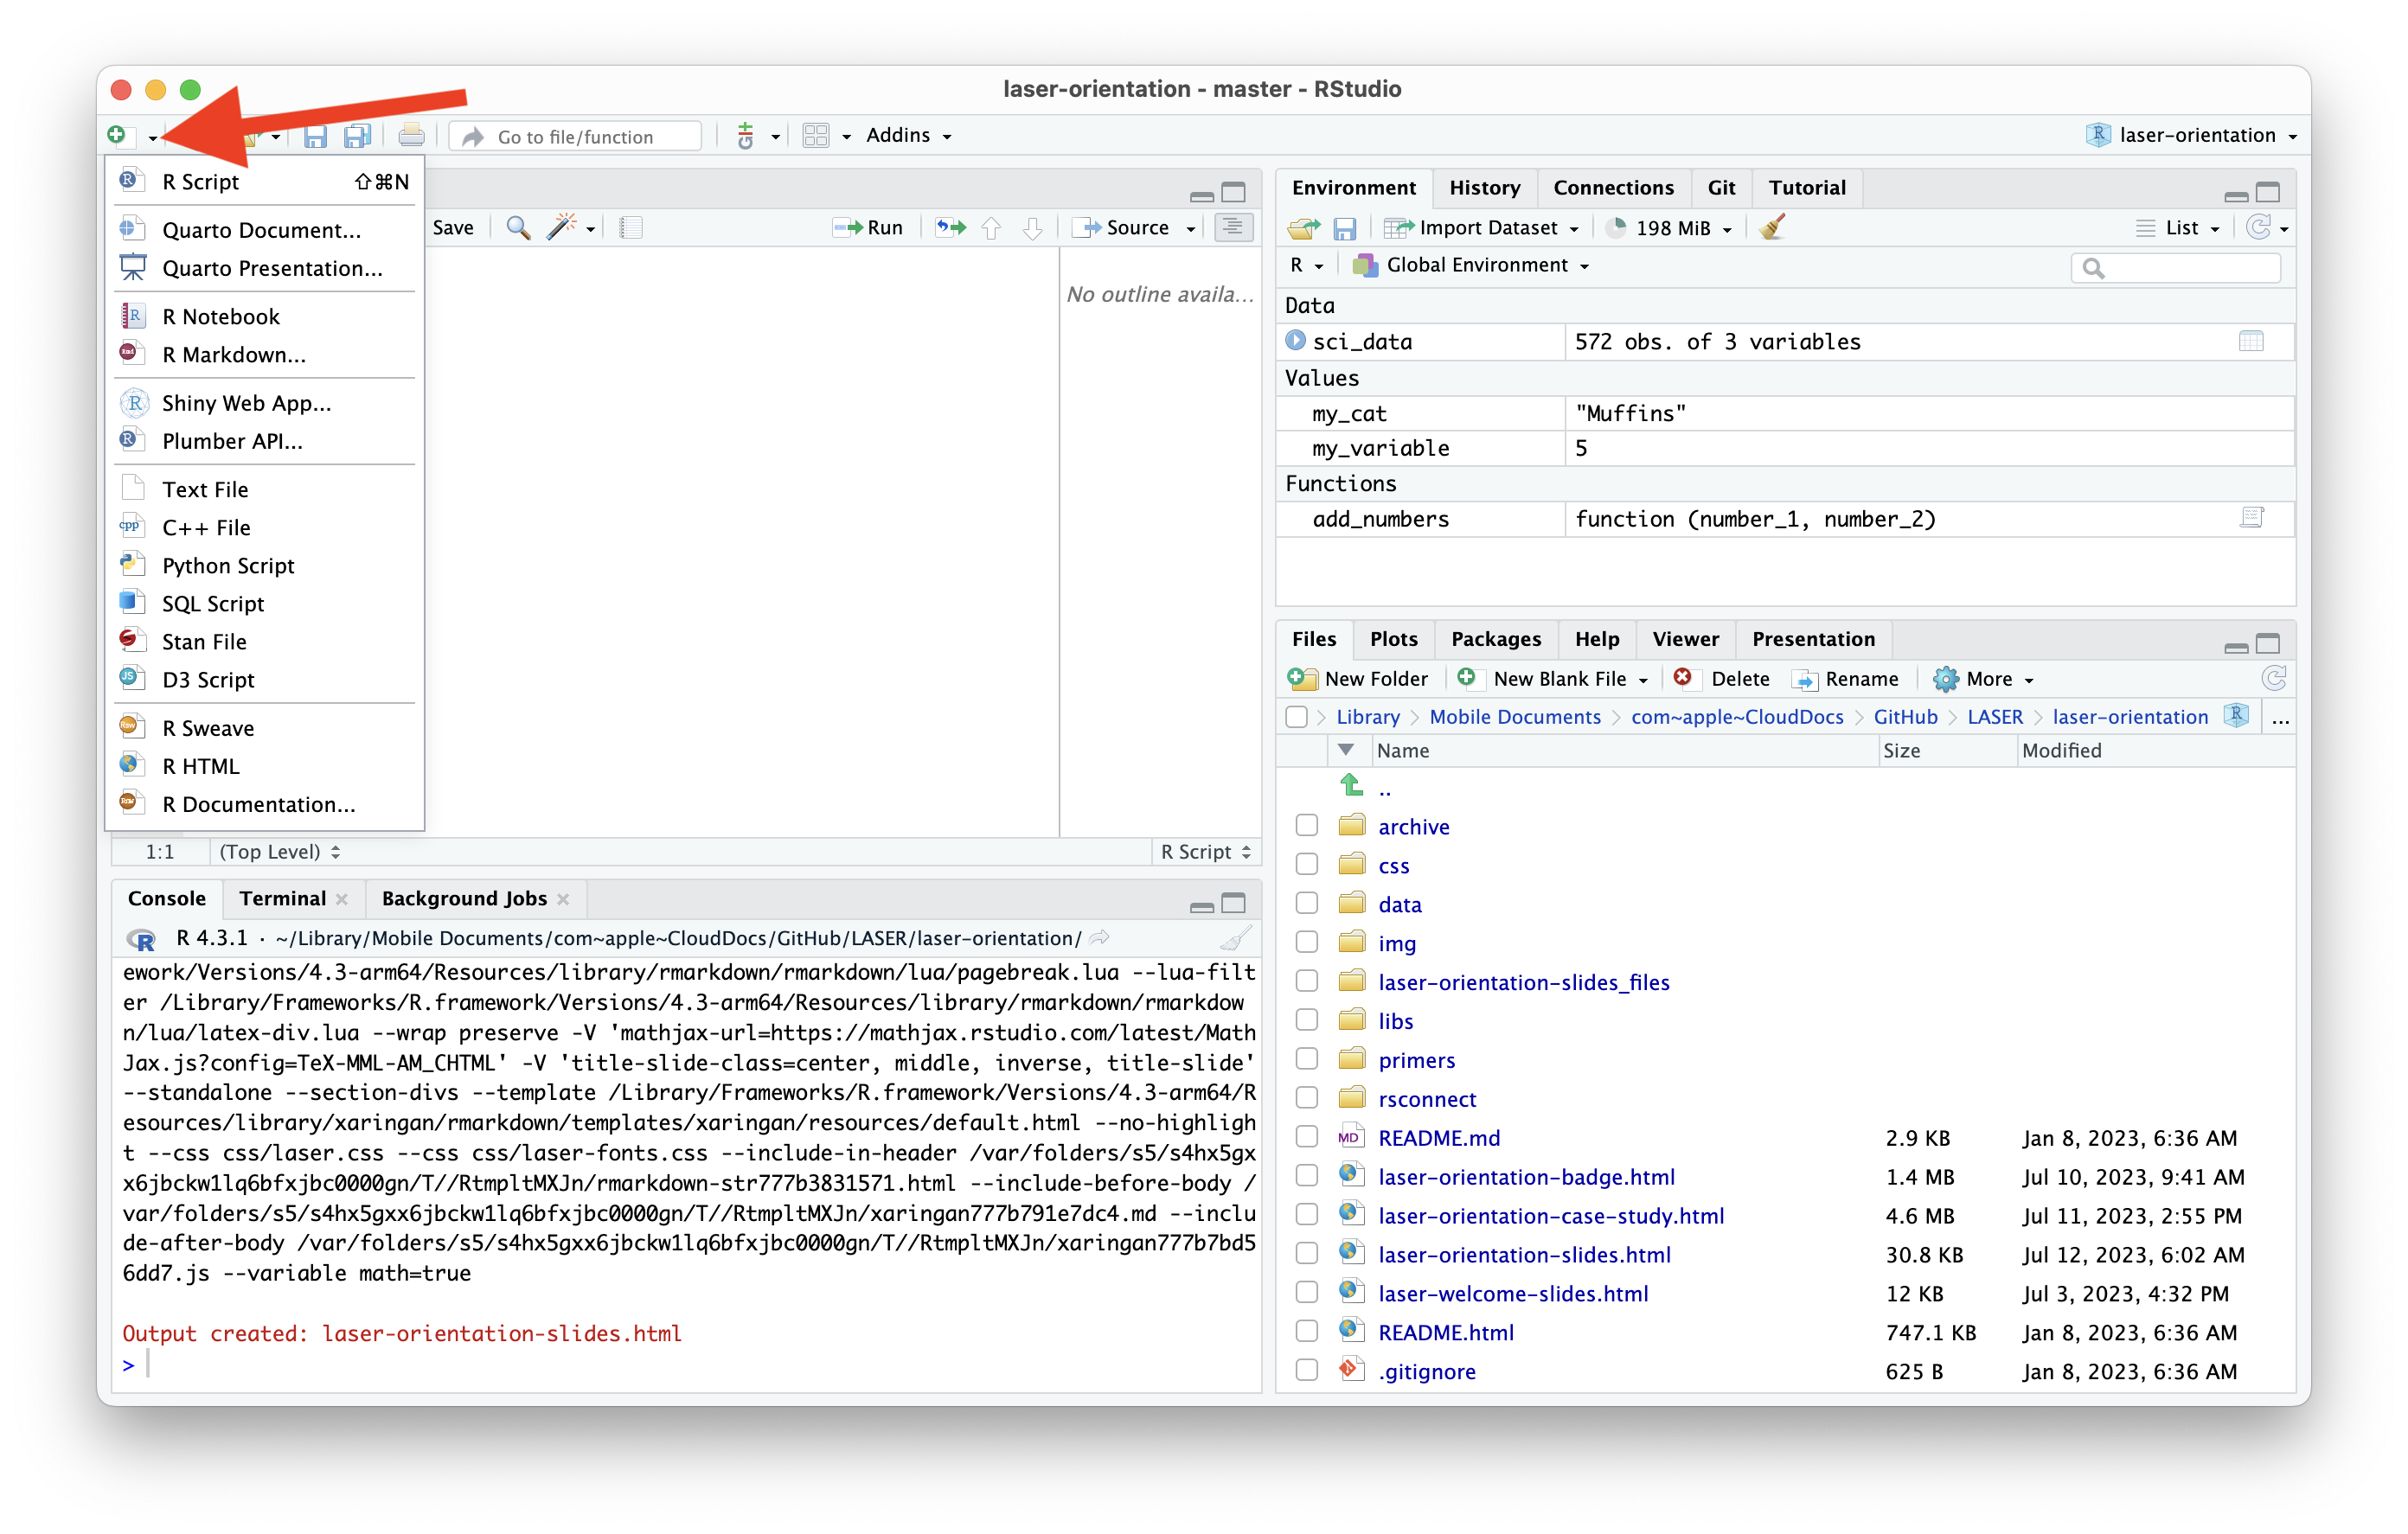 laser-orientation - master - RStudio
Go to file/function
Addins
laser-orientation
R Script ⇧⌘N
Quarto Document...
Quarto Presentation...
R Notebook
R Markdown...
Shiny Web App...
Plumber API...
Text File
C++ File
Python Script
SQL Script
Stan File
D3 Script
R Sweave
R HTML
R Documentation...
Save
Run
Source
No outline availa...
1:1 (Top Level) R Script
Console Terminal Background Jobs
R 4.3.1 · ~/Library/Mobile Documents/com~apple~CloudDocs/GitHub/LASER/laser-orientation/
ework/Versions/4.3-arm64/Resources/library/rmarkdown/rmarkdown/lua/pagebreak.lua --lua-filt
er /Library/Frameworks/R.framework/Versions/4.3-arm64/Resources/library/rmarkdown/rmarkdow
n/lua/latex-div.lua --wrap preserve -V 'mathjax-url=https://mathjax.rstudio.com/latest/Math
Jax.js?config=TeX-MML-AM_CHTML' -V 'title-slide-class=center, middle, inverse, title-slide'
--standalone --section-divs --template /Library/Frameworks/R.framework/Versions/4.3-arm64/R
esources/library/xaringan/rmarkdown/templates/xaringan/resources/default.html --no-highligh
t --css css/laser.css --css css/laser-fonts.css --include-in-header /var/folders/s5/s4hx5gx
x6jbckw1lq6bfxjbc0000gn/T//RtmpltMXJn/rmarkdown-str777b3831571.html --include-before-body /
var/folders/s5/s4hx5gxx6jbckw1lq6bfxjbc0000gn/T//RtmpltMXJn/xaringan777b791e7dc4.md --inclu
de-after-body /var/folders/s5/s4hx5gxx6jbckw1lq6bfxjbc0000gn/T//RtmpltMXJn/xaringan777b7bd5
6dd7.js --variable math=true
Output created: laser-orientation-slides.html
>
Environment History Connections Git Tutorial
Import Dataset 198 MiB List
R Global Environment
Data
sci_data 572 obs. of 3 variables
Values
my_cat "Muffins"
my_variable 5
Functions
add_numbers function (number_1, number_2)
Files Plots Packages Help Viewer Presentation
New Folder New Blank File Delete Rename More
Library > Mobile Documents > com~apple~CloudDocs > GitHub > LASER > laser-orientation ...
Name Size Modified
..
archive
css
data
img
laser-orientation-slides_files
libs
primers
rsconnect
README.md 2.9 KB Jan 8, 2023, 6:36 AM
laser-orientation-badge.html 1.4 MB Jul 10, 2023, 9:41 AM
laser-orientation-case-study.html 4.6 MB Jul 11, 2023, 2:55 PM
laser-orientation-slides.html 30.8 KB Jul 12, 2023, 6:02 AM
laser-welcome-slides.html 12 KB Jul 3, 2023, 4:32 PM
README.html 747.1 KB Jan 8, 2023, 6:36 AM
.gitignore 625 B Jan 8, 2023, 6:36 AM